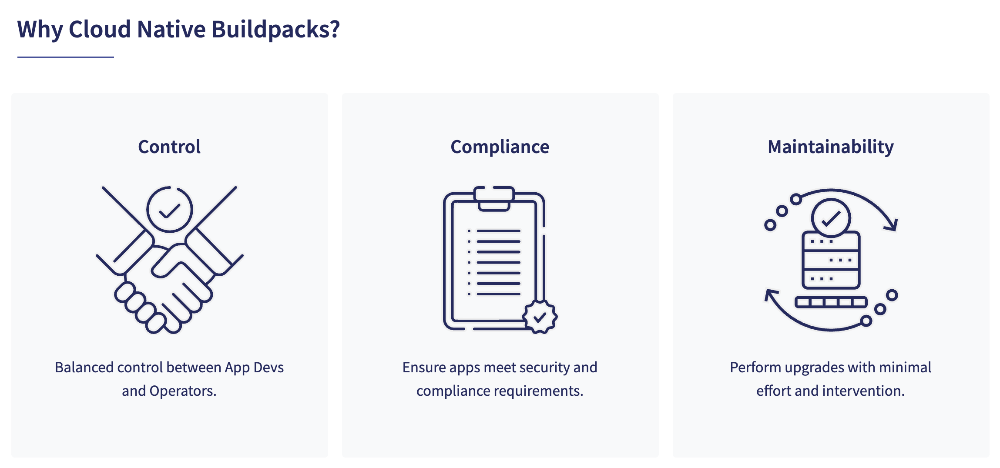 Why Cloud Native Buildpacks?
Control
Balanced control between App Devs
and Operators.
Compliance
Ensure apps meet security and
compliance requirements.
Maintainability
Perform upgrades with minimal
effort and intervention.